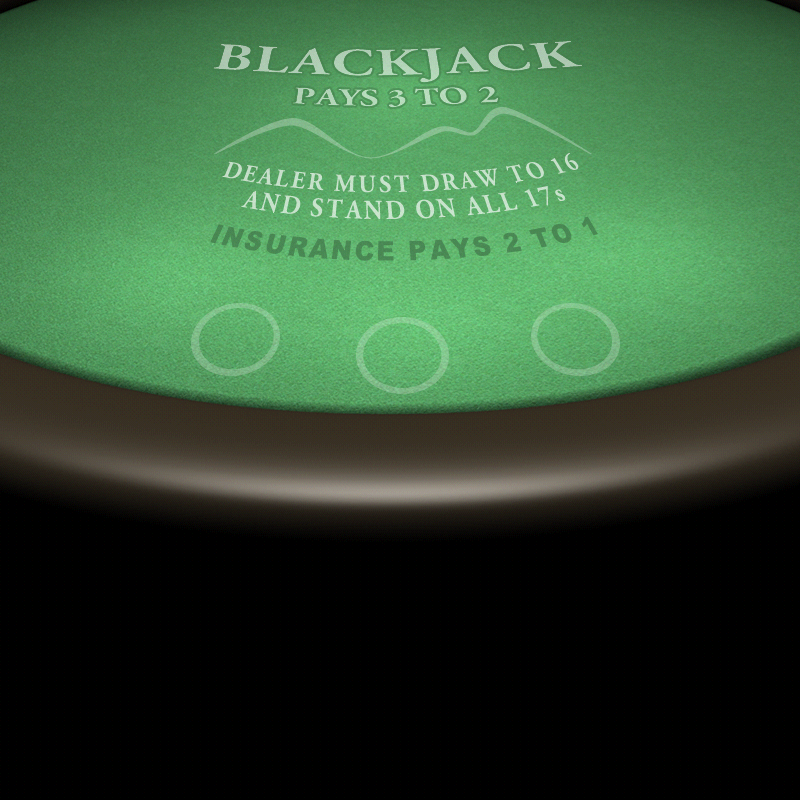 BLACKJACK
PAYS 3 TO 2
DEALER MUST DRAW TO 16
AND STAND ON ALL 17s
INSURANCE PAYS 2 TO 1